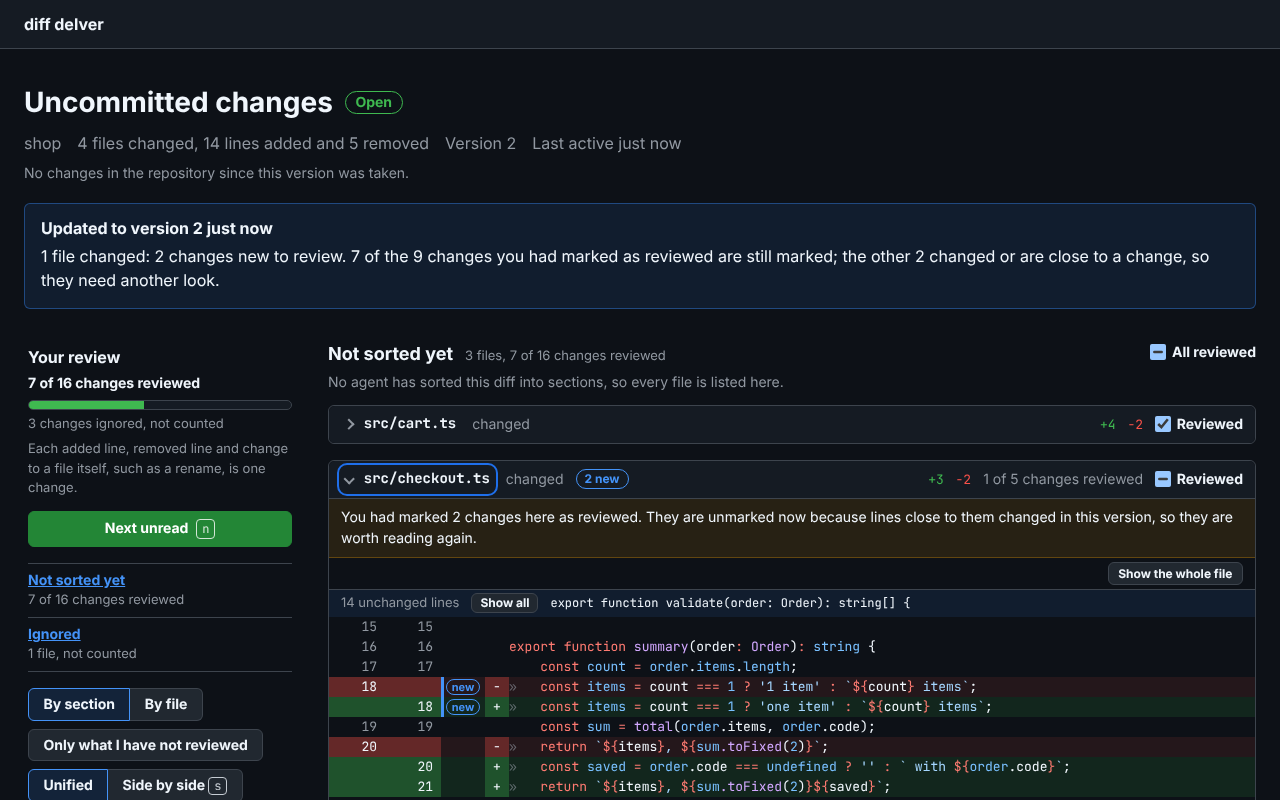 diff delver
Uncommitted changes Open
shop 4 files changed, 14 lines added and 5 removed Version 2 Last active just now
No changes in the repository since this version was taken.
Updated to version 2 just now
1 file changed: 2 changes new to review. 7 of the 9 changes you had marked as reviewed are still marked; the other 2 changed or are close to a change, so
they need another look.
Your review
7 of 16 changes reviewed
3 changes ignored, not counted
Each added line, removed line and change
to a file itself, such as a rename, is one
change.
Next unread n
Not sorted yet
7 of 16 changes reviewed
Ignored
1 file, not counted
By section By file
Only what I have not reviewed
Unified Side by side s
Not sorted yet 3 files, 7 of 16 changes reviewed All reviewed
No agent has sorted this diff into sections, so every file is listed here.
src/cart.ts changed +4 -2 Reviewed
src/checkout.ts changed 2 new +3 -2 1 of 5 changes reviewed Reviewed
You had marked 2 changes here as reviewed. They are unmarked now because lines close to them changed in this version, so they are
worth reading again.
Show the whole file
14 unchanged lines Show all export function validate(order: Order): string[] {
15 15
16 16 export function summary(order: Order): string {
17 17 const count = order.items.length;
18 new - » const items = count === 1 ? '1 item' : `${count} items`;
18 new + » const items = count === 1 ? 'one item' : `${count} items`;
19 19 const sum = total(order.items, order.code);
20 - » return `${items}, ${sum.toFixed(2)}`;
20 + » const saved = order.code === undefined ? '' : ` with ${order.code}`;
21 + » return `${items}, ${sum.toFixed(2)}${saved}`;